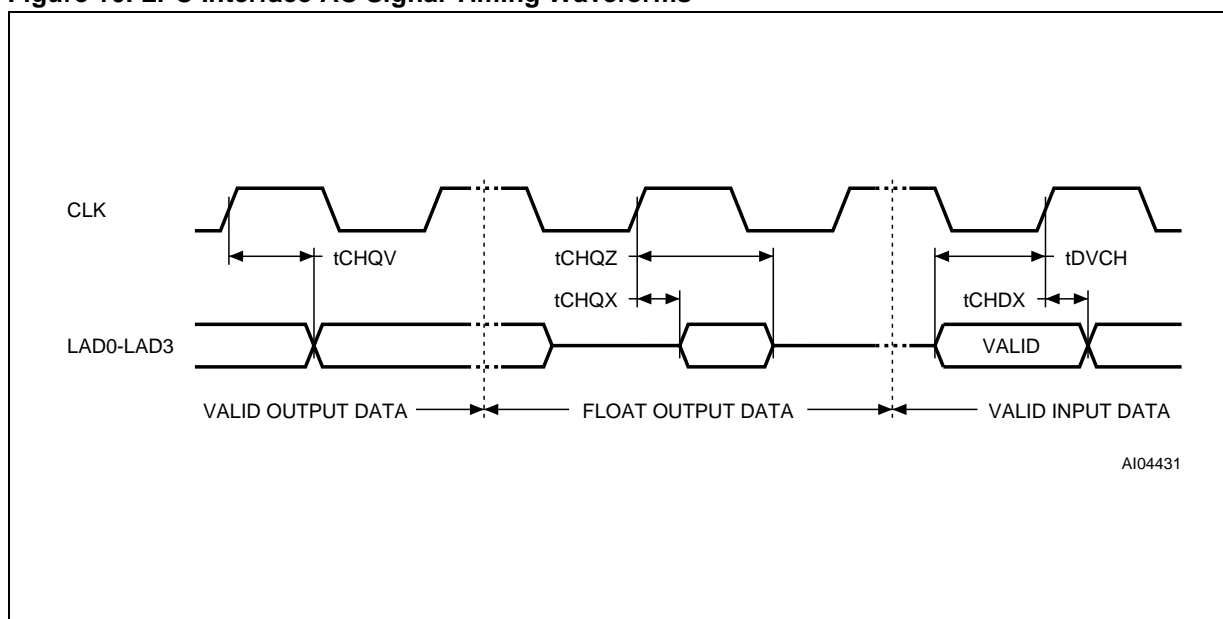 CLK
tCHQV
tCHQZ
tDVCH
tCHQX
tCHDX
LAD0-LAD3
VALID
VALID OUTPUT DATA
FLOAT OUTPUT DATA
VALID INPUT DATA
AI04431